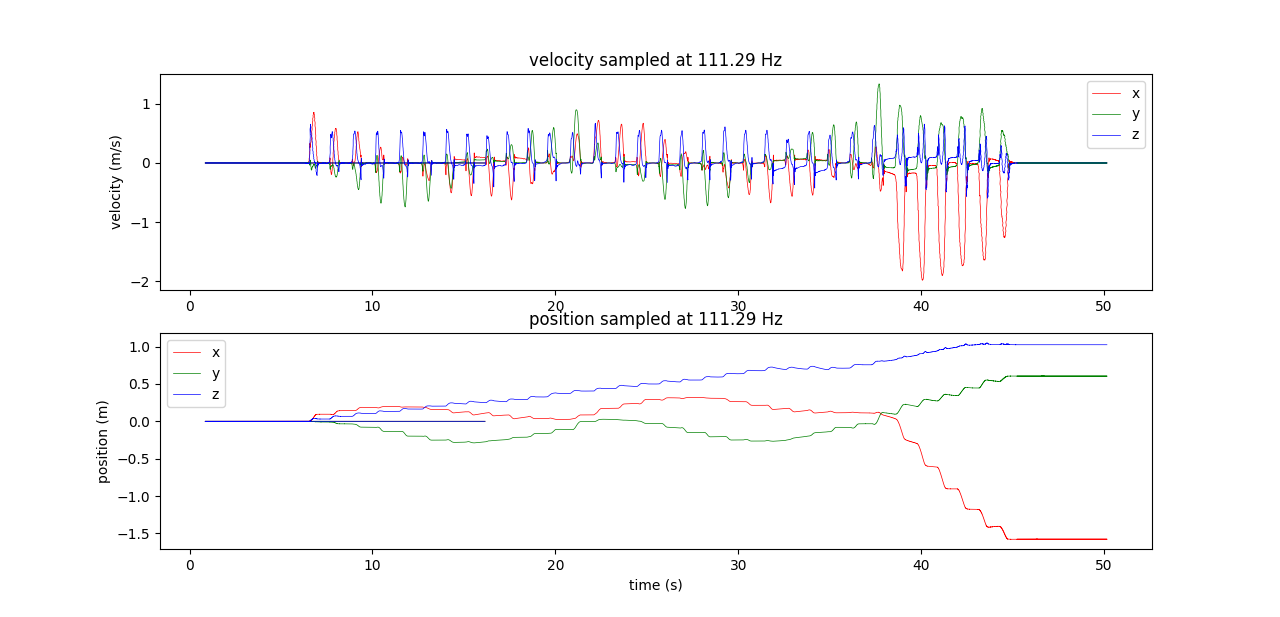 velocity sampled at 111.29 Hz
1
0
−1
−2
velocity (m/s)
x
y
z
0 10 20 30 40 50
position sampled at 111.29 Hz
1.0
0.5
0.0
−0.5
−1.0
−1.5
position (m)
x
y
z
0 10 20 30 40 50
time (s)